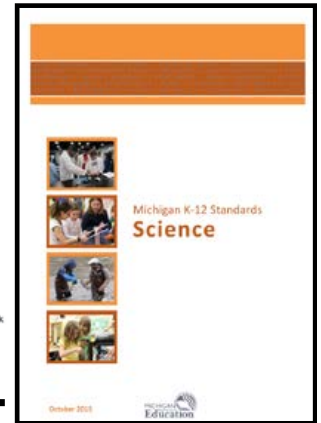 Michigan K-12 Standards
Science
October 2015
MICHIGAN
Education